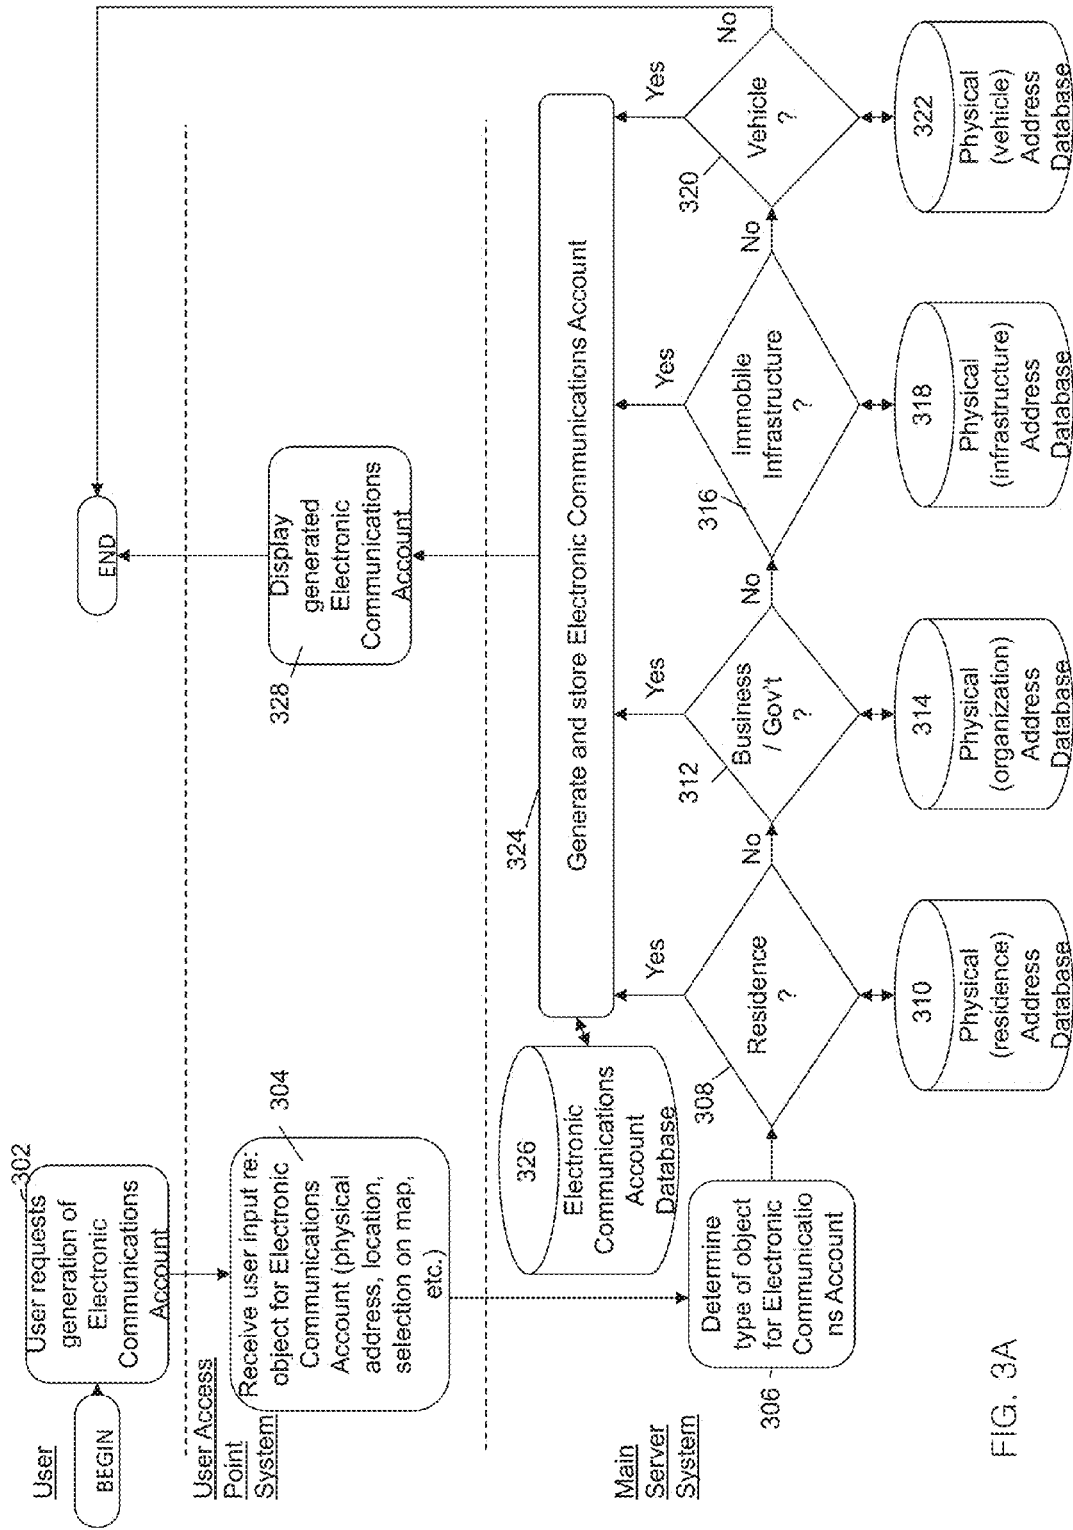 User
BEGIN
302
User requests
generation of
Electronic
Communications
Account
END
User Access
Point
System
Receive user input re:
object for Electronic
Communications
Account (physical
address, location,
selection on map,
etc.)
304
328
Display
generated
Electronic
Communications
Account
Main
Server
System
326
Electronic
Communications
Account
Database
324
Generate and store Electronic Communications Account
306
Determine
type of object
for Electronic
Communicatio
ns Account
308
Residence
?
Yes
No
312
Business
/ Gov't
?
Yes
No
316
Immobile
Infrastructure
?
Yes
No
320
Vehicle
?
Yes
No
310
Physical
(residence)
Address
Database
314
Physical
(organization)
Address
Database
318
Physical
(infrastructure)
Address
Database
322
Physical
(vehicle)
Address
Database
FIG. 3A